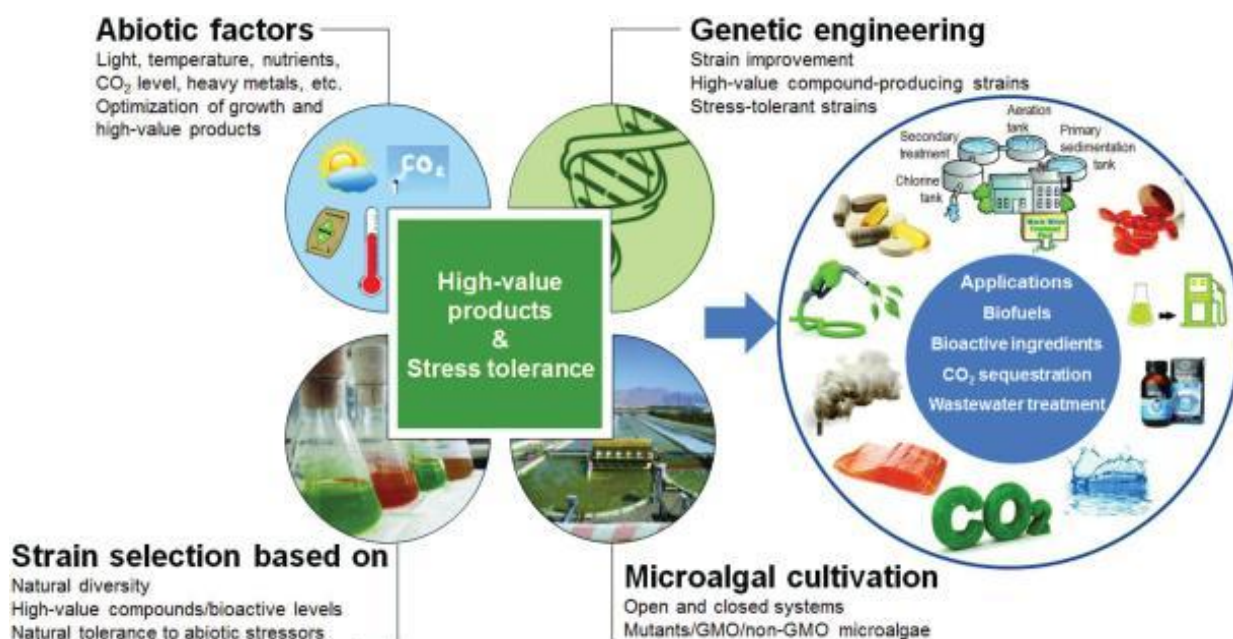 Abiotic factors
Light, temperature, nutrients,
CO₂ level, heavy metals, etc.
Optimization of growth and
high-value products
Genetic engineering
Strain improvement
High-value compound-producing strains
Stress-tolerant strains
CO₂
High-value
products
&
Stress tolerance
Aeration
tank
Secondary
treatment
Primary
sedimentation
tank
Chlorine
tank
Applications
Biofuels
Bioactive ingredients
CO₂ sequestration
Wastewater treatment
CO₂
Strain selection based on
Natural diversity
High-value compounds/bioactive levels
Natural tolerance to abiotic stressors
Microalgal cultivation
Open and closed systems
Mutants/GMO/non-GMO microalgae